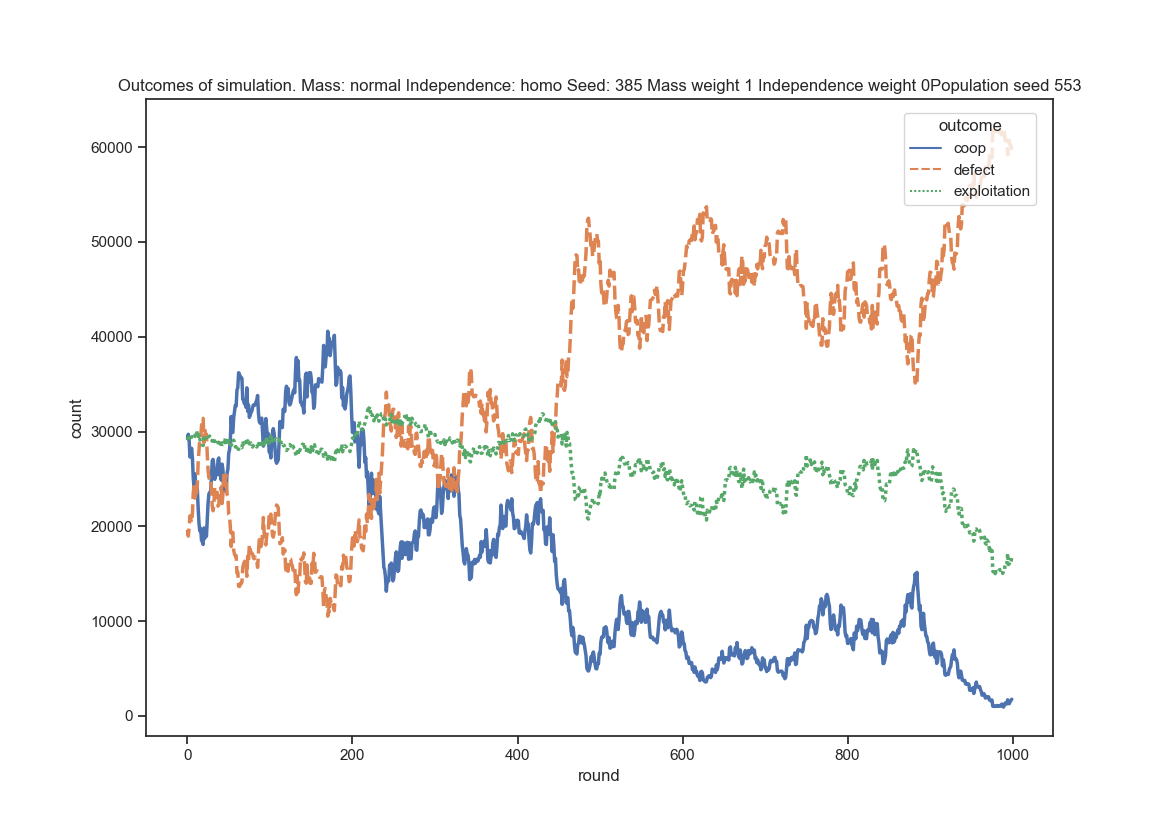 Outcomes of simulation. Mass: normal Independence: homo Seed: 385 Mass weight 1 Independence weight 0Population seed 553
outcome
coop
defect
exploitation
60000
50000
40000
30000
20000
10000
0
count
0 200 400 600 800 1000
round